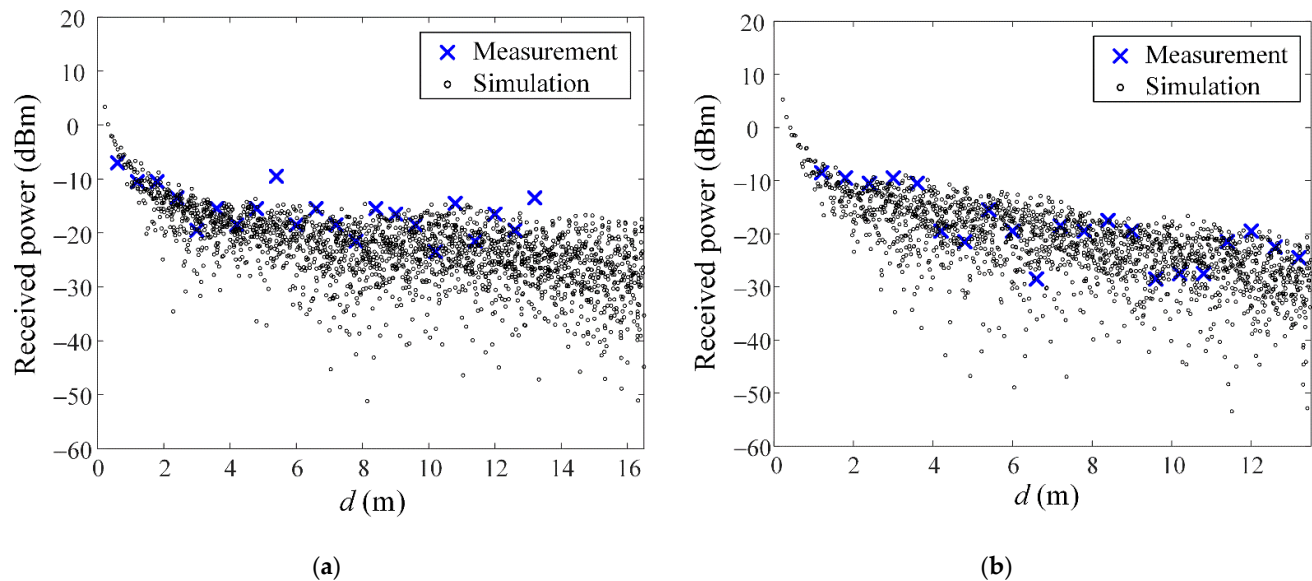 20
10
0
−10
−20
−30
−40
−50
−60
Received power (dBm)
Measurement
Simulation
0 2 4 6 8 10 12 14 16
d (m)
(a)
20
10
0
−10
−20
−30
−40
−50
−60
Received power (dBm)
Measurement
Simulation
0 2 4 6 8 10 12
d (m)
(b)